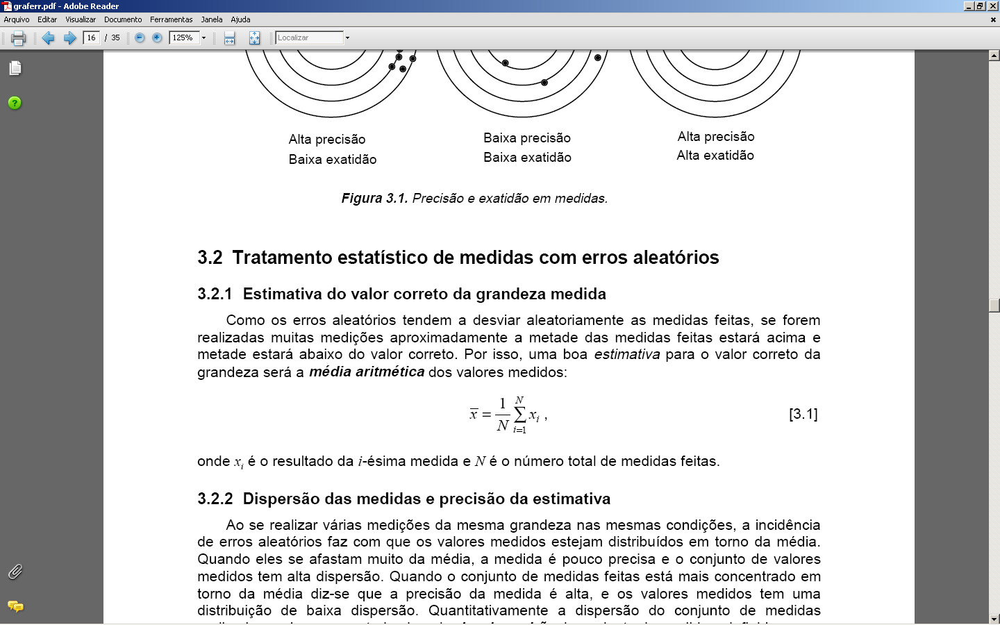 graferr.pdf - Adobe Reader
Arquivo Editar Visualizar Documento Ferramentas Janela Ajuda
16 / 35 125% Localizar
Alta precisão
Baixa exatidão
Baixa precisão
Baixa exatidão
Alta precisão
Alta exatidão
Figura 3.1. Precisão e exatidão em medidas.
3.2 Tratamento estatístico de medidas com erros aleatórios
3.2.1 Estimativa do valor correto da grandeza medida
Como os erros aleatórios tendem a desviar aleatoriamente as medidas feitas, se forem
realizadas muitas medições aproximadamente a metade das medidas feitas estará acima e
metade estará abaixo do valor correto. Por isso, uma boa estimativa para o valor correto da
grandeza será a média aritmética dos valores medidos:
x̅ = 1/N ∑_{i=1}^{N} x_i , [3.1]
onde x_i é o resultado da i-ésima medida e N é o número total de medidas feitas.
3.2.2 Dispersão das medidas e precisão da estimativa
Ao se realizar várias medições da mesma grandeza nas mesmas condições, a incidência
de erros aleatórios faz com que os valores medidos estejam distribuídos em torno da média.
Quando eles se afastam muito da média, a medida é pouco precisa e o conjunto de valores
medidos tem alta dispersão. Quando o conjunto de medidas feitas está mais concentrado em
torno da média diz-se que a precisão da medida é alta, e os valores medidos tem uma
distribuição de baixa dispersão. Quantitativamente a dispersão do conjunto de medidas